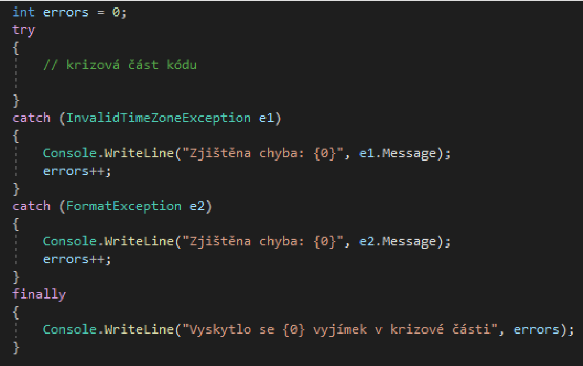 int errors = 0;
try
{
    // krizová část kódu
}
catch (InvalidTimeZoneException e1)
{
    Console.WriteLine("Zjištěna chyba: {0}", e1.Message);
    errors++;
}
catch (FormatException e2)
{
    Console.WriteLine("Zjištěna chyba: {0}", e2.Message);
    errors++;
}
finally
{
    Console.WriteLine("Vyskytlo se {0} vyjímek v krizové části", errors);
}